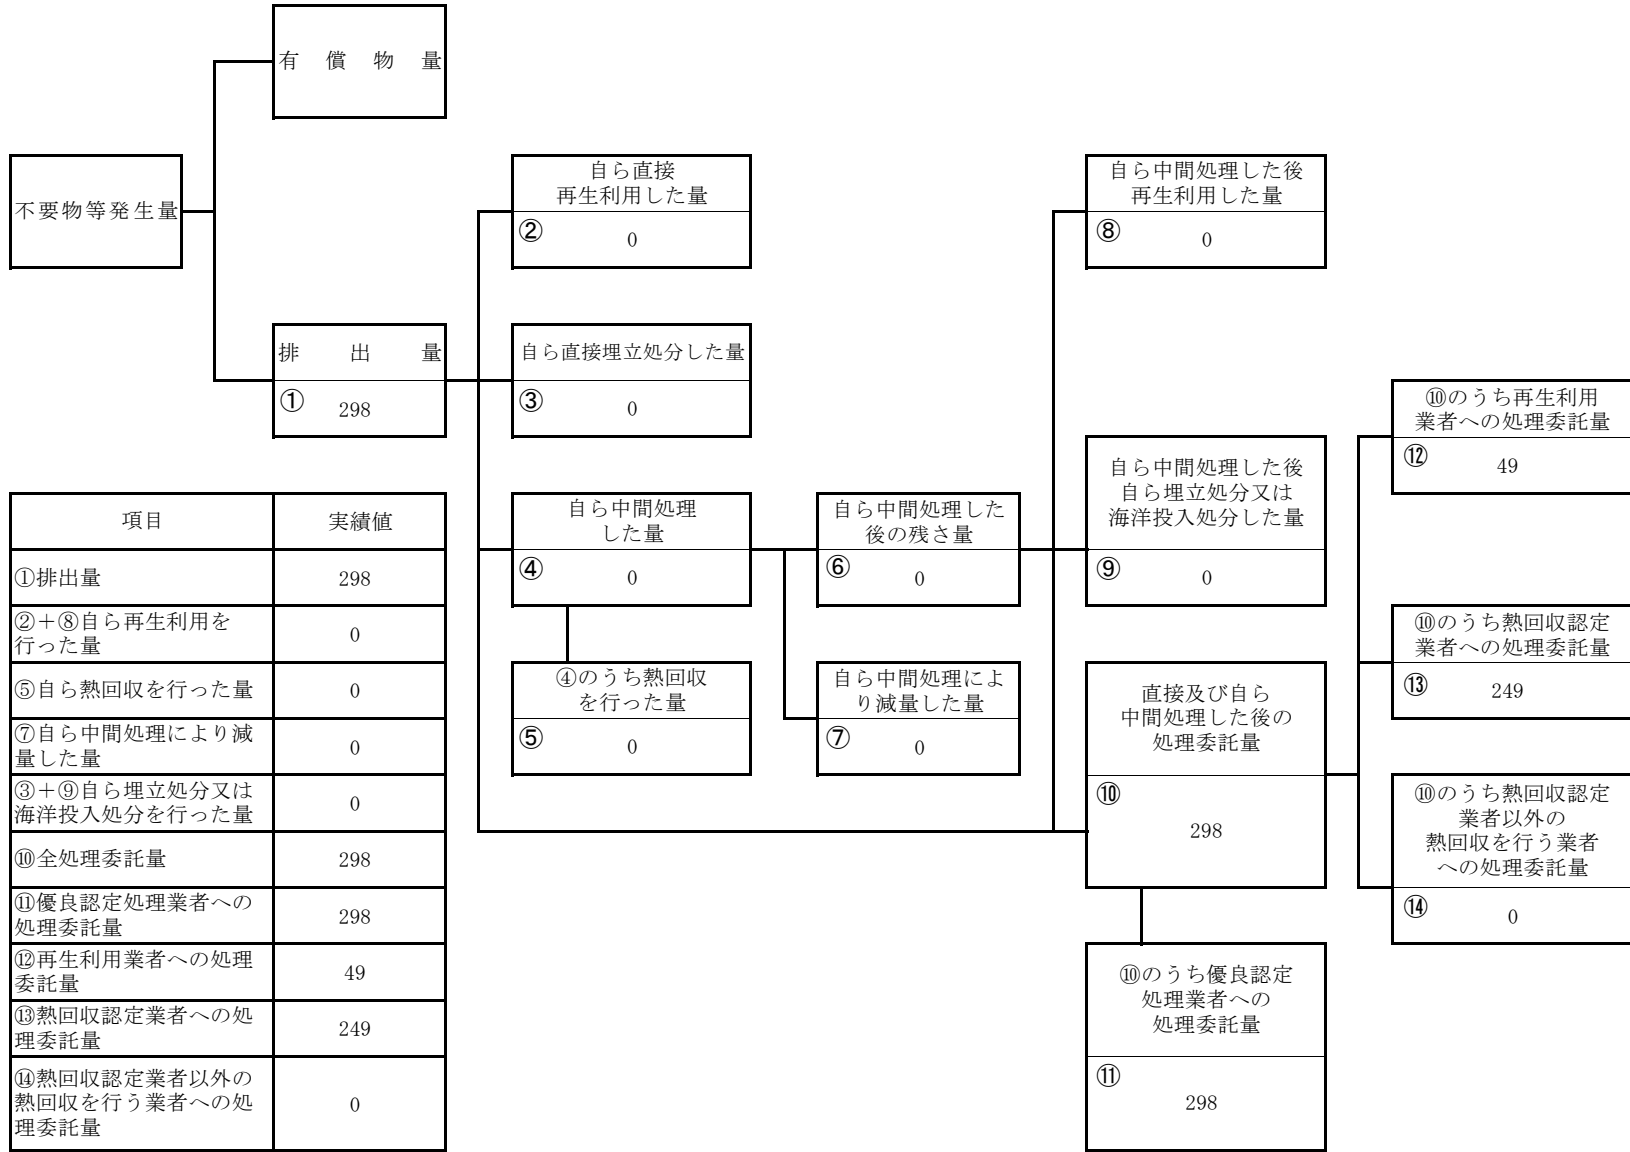 有償物量
不要物等発生量
排出量
① 298
自ら直接
再生利用した量
② 0
自ら直接埋立処分した量
③ 0
自ら中間処理
した量
④ 0
④のうち熱回収
を行った量
⑤ 0
自ら中間処理した
後の残さ量
⑥ 0
自ら中間処理によ
り減量した量
⑦ 0
自ら中間処理した後
再生利用した量
⑧ 0
自ら中間処理した後
自ら埋立処分又は
海洋投入処分した量
⑨ 0
直接及び自ら
中間処理した後の
処理委託量
⑩
298
⑩のうち優良認定
処理業者への
処理委託量
⑪
298
⑩のうち再生利用
業者への処理委託量
⑫ 49
⑩のうち熱回収認定
業者への処理委託量
⑬ 249
⑩のうち熱回収認定
業者以外の
熱回収を行う業者
への処理委託量
⑭ 0
項目 実績値
①排出量 298
②+⑧自ら再生利用を
行った量 0
⑤自ら熱回収を行った量 0
⑦自ら中間処理により減
量した量 0
③+⑨自ら埋立処分又は
海洋投入処分を行った量 0
⑩全処理委託量 298
⑪優良認定処理業者への
処理委託量 298
⑫再生利用業者への処理
委託量 49
⑬熱回収認定業者への処
理委託量 249
⑭熱回収認定業者以外の
熱回収を行う業者への処
理委託量 0